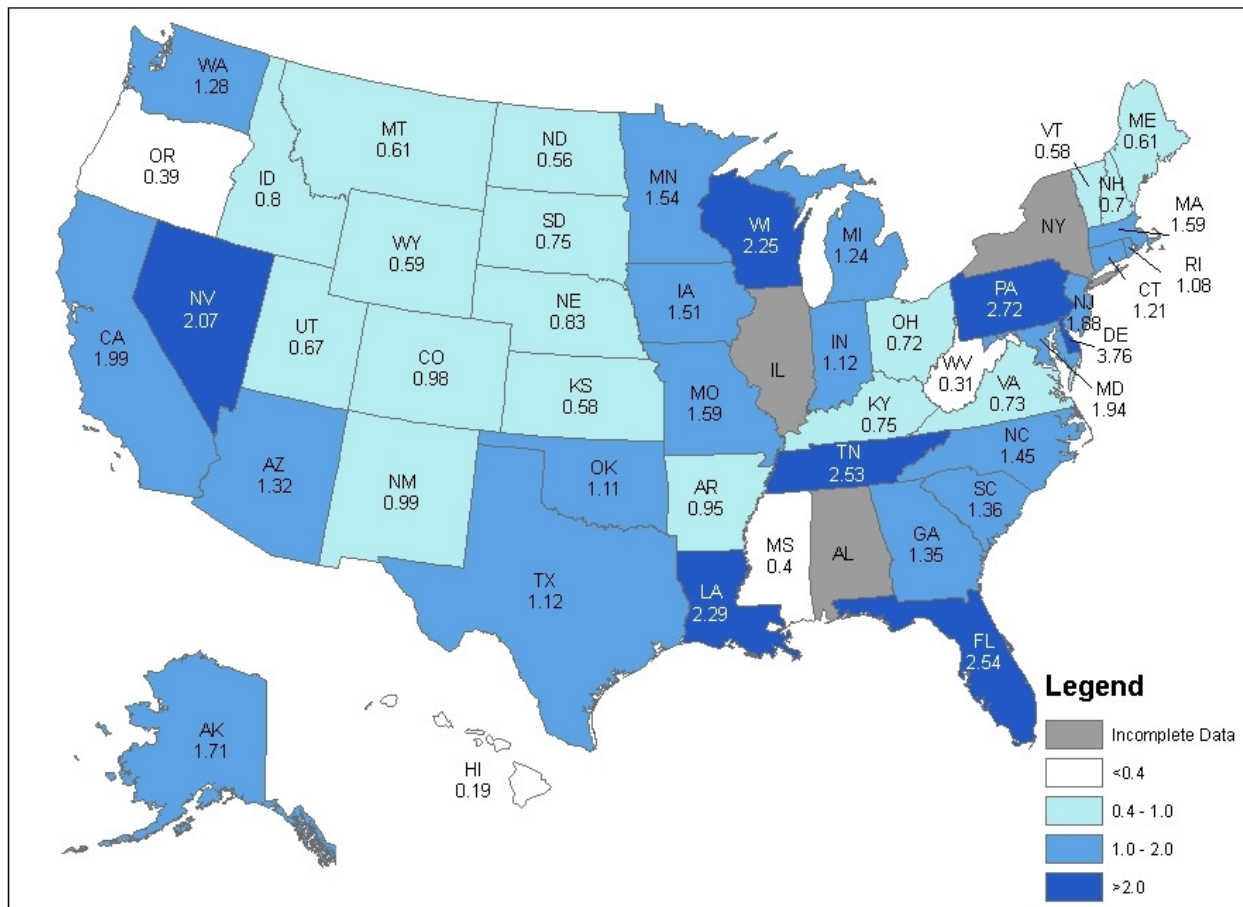 WA
1.28
OR
0.39
ID
0.8
MT
0.61
ND
0.56
MN
1.54
WI
2.25
MI
1.24
VT
0.58
ME
0.61
NH
0.7
MA
1.59
NY
RI
1.08
CT
1.21
SD
0.75
WY
0.59
NV
2.07
CA
1.99
UT
0.67
CO
0.98
NE
0.83
IA
1.51
IL
IN
1.12
OH
0.72
PA
2.72
NJ
1.88
DE
3.76
MD
1.94
WV
0.31
VA
0.73
KY
0.75
KS
0.58
MO
1.59
AZ
1.32
NM
0.99
OK
1.11
AR
0.95
TN
2.53
NC
1.45
SC
1.36
GA
1.35
AL
MS
0.4
LA
2.29
TX
1.12
FL
2.54
AK
1.71
HI
0.19
Legend
Incomplete Data
<0.4
0.4 - 1.0
1.0 - 2.0
>2.0